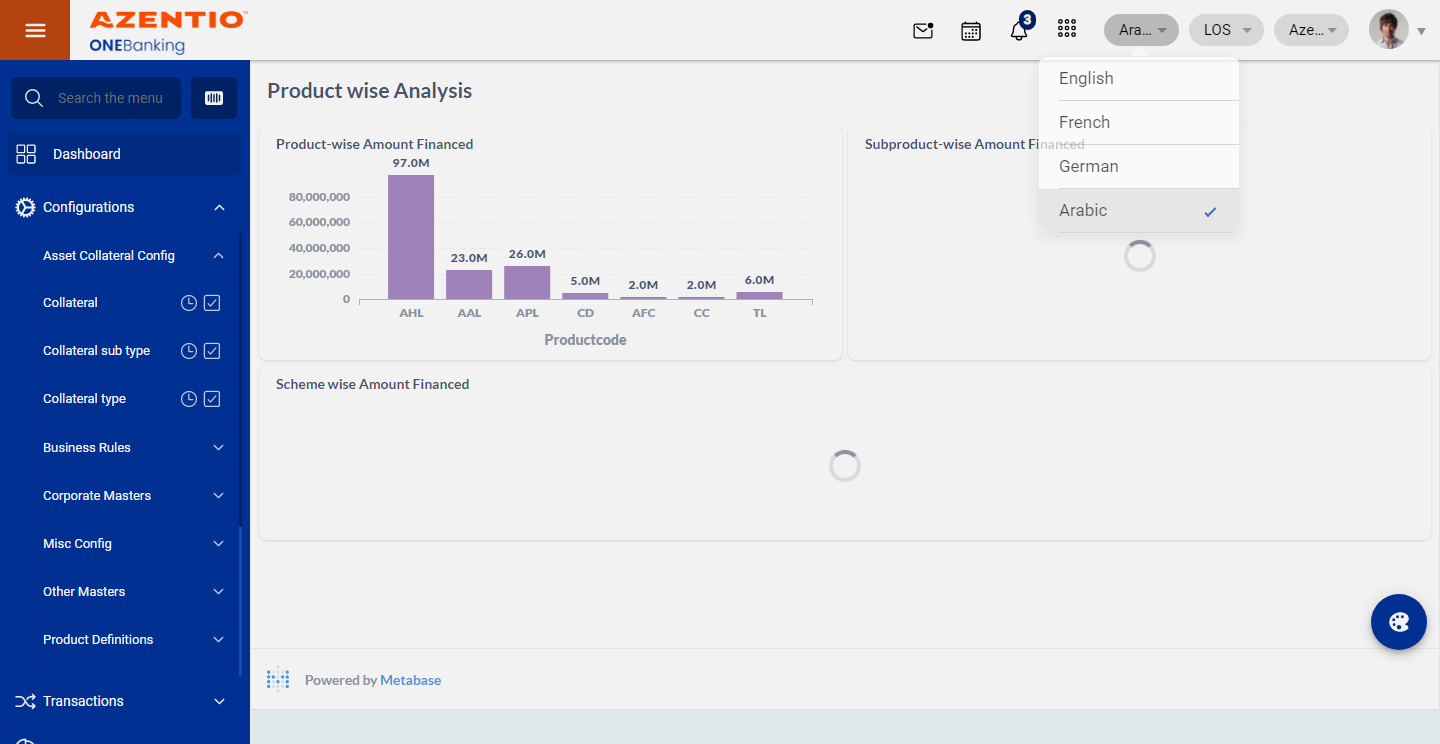 AZENTIO™
ONEBanking
3
Ara...
LOS
Aze...
English
French
German
Arabic
Search the menu
Dashboard
Configurations
Asset Collateral Config
Collateral
Collateral sub type
Collateral type
Business Rules
Corporate Masters
Misc Config
Other Masters
Product Definitions
Transactions
Product wise Analysis
Product-wise Amount Financed
97.0M
80,000,000
60,000,000
40,000,000
20,000,000
0
23.0M
26.0M
5.0M
2.0M
2.0M
6.0M
AHL
AAL
APL
CD
AFC
CC
TL
Productcode
Subproduct-wise Amount Financed
Scheme wise Amount Financed
Powered by Metabase